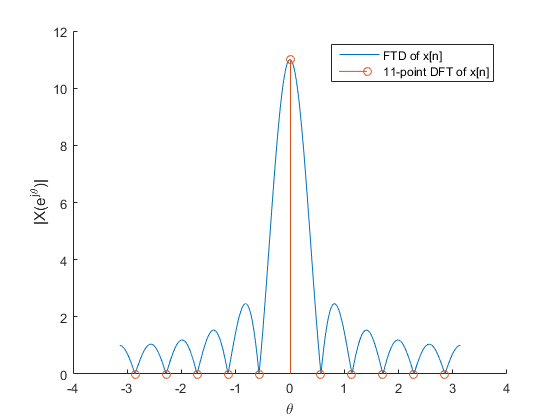 12
10
8
6
4
2
0
|X(e^{jθ})|
FTD of x[n]
11-point DFT of x[n]
-4 -3 -2 -1 0 1 2 3 4
θ